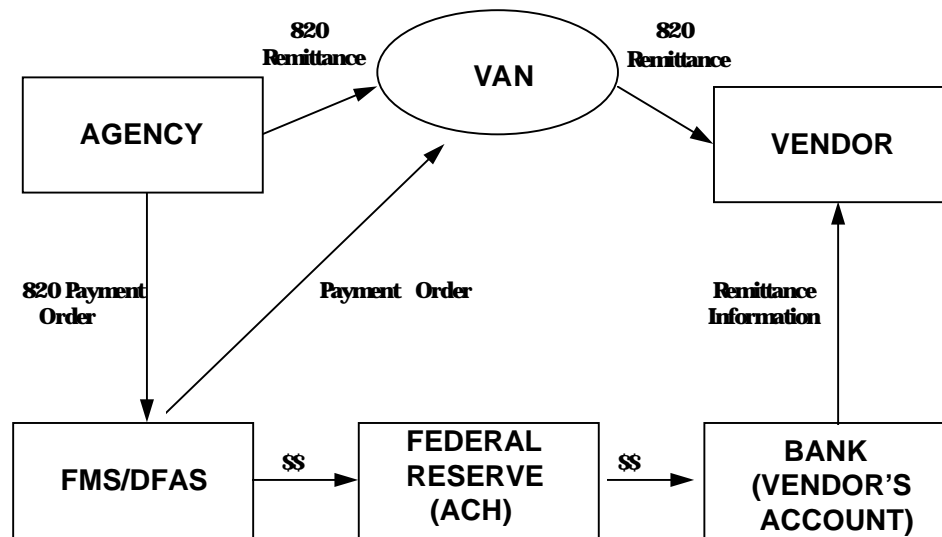 820
Remittance
820
Remittance
VAN
AGENCY
VENDOR
820 Payment
Order
Payment Order
Remittance
Information
FMS/DFAS
$$
FEDERAL
RESERVE
(ACH)
$$
BANK
(VENDOR'S
ACCOUNT)